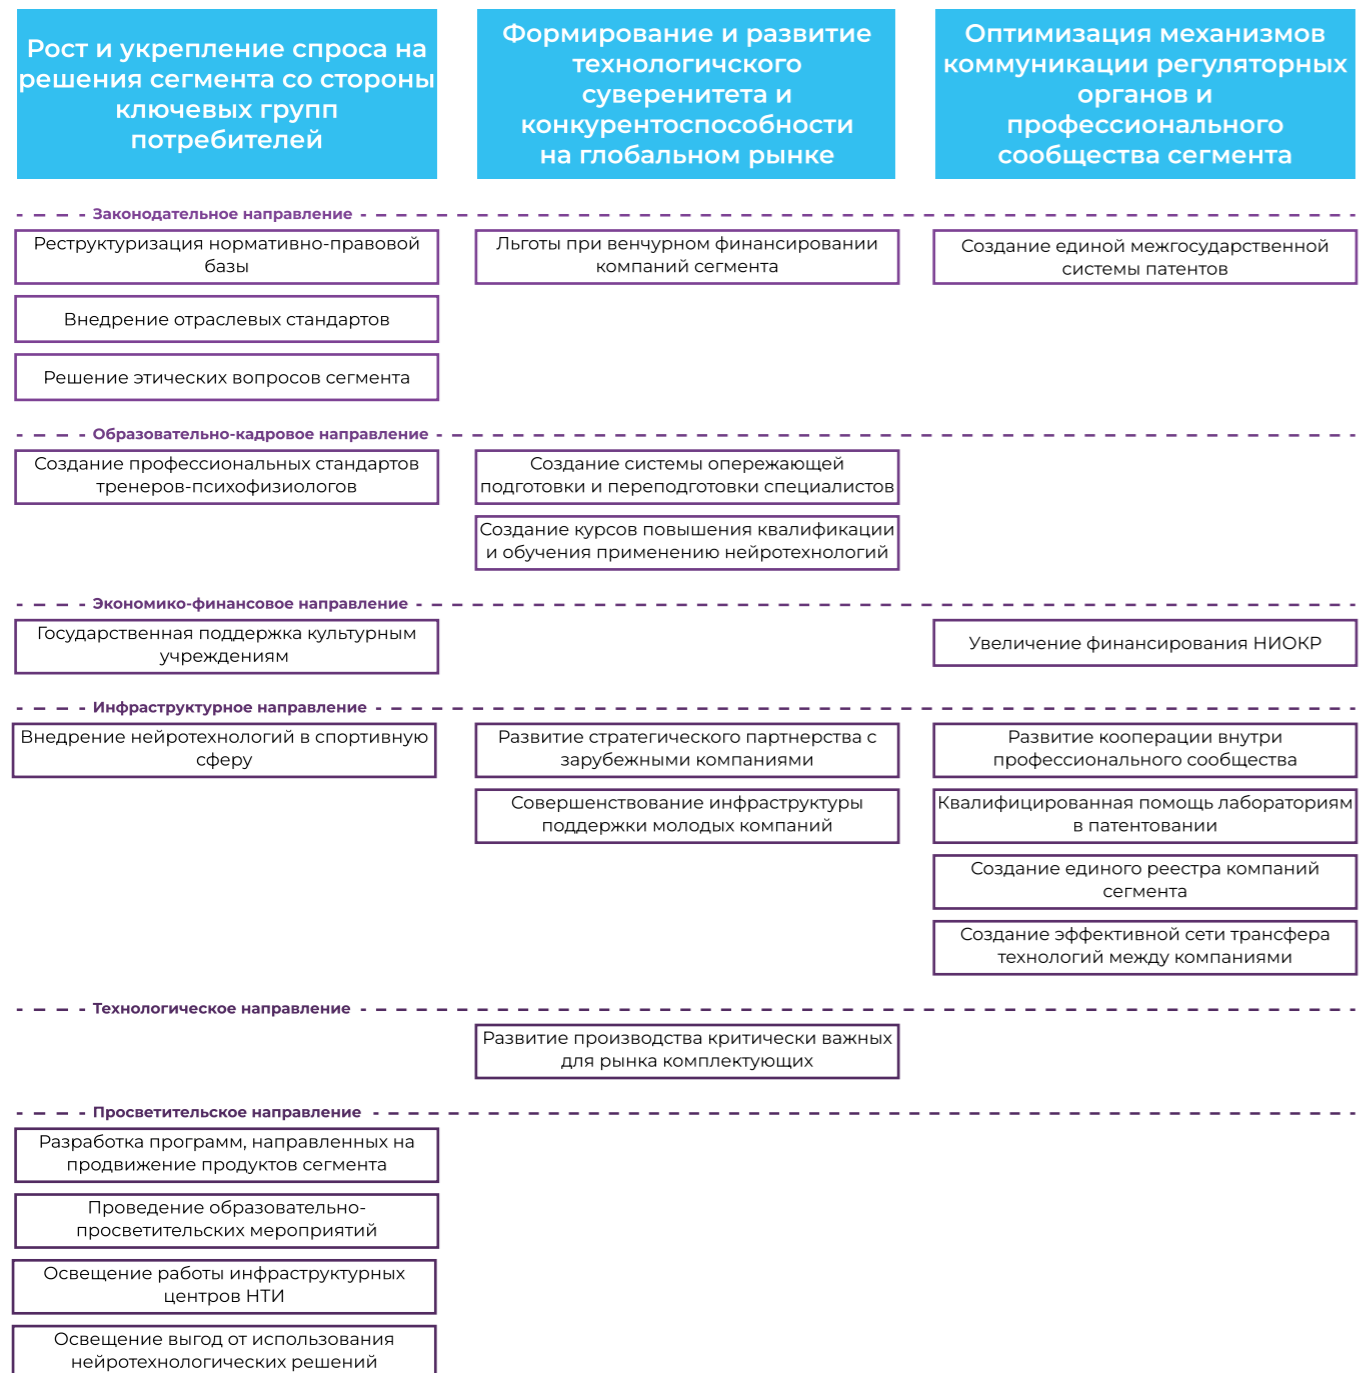 Рост и укрепление спроса на
решения сегмента со стороны
ключевых групп
потребителей
Формирование и развитие
технологичского
суверенитета и
конкурентоспособности
на глобальном рынке
Оптимизация механизмов
коммуникации регуляторных
органов и
профессионального
сообщества сегмента
Законодательное направление
Реструктуризация нормативно-правовой
базы
Льготы при венчурном финансировании
компаний сегмента
Создание единой межгосударственной
системы патентов
Внедрение отраслевых стандартов
Решение этических вопросов сегмента
Образовательно-кадровое направление
Создание профессиональных стандартов
тренеров-психофизиологов
Создание системы опережающей
подготовки и переподготовки специалистов
Создание курсов повышения квалификации
и обучения применению нейротехнологий
Экономико-финансовое направление
Государственная поддержка культурным
учреждениям
Увеличение финансирования НИОКР
Инфраструктурное направление
Внедрение нейротехнологий в спортивную
сферу
Развитие стратегического партнерства с
зарубежными компаниями
Развитие кооперации внутри
профессионального сообщества
Совершенствование инфраструктуры
поддержки молодых компаний
Квалифицированная помощь лабораториям
в патентовании
Создание единого реестра компаний
сегмента
Создание эффективной сети трансфера
технологий между компаниями
Технологическое направление
Развитие производства критически важных
для рынка комплектующих
Просветительское направление
Разработка программ, направленных на
продвижение продуктов сегмента
Проведение образовательно-
просветительских мероприятий
Освещение работы инфраструктурных
центров НТИ
Освещение выгод от использования
нейротехнологических решений